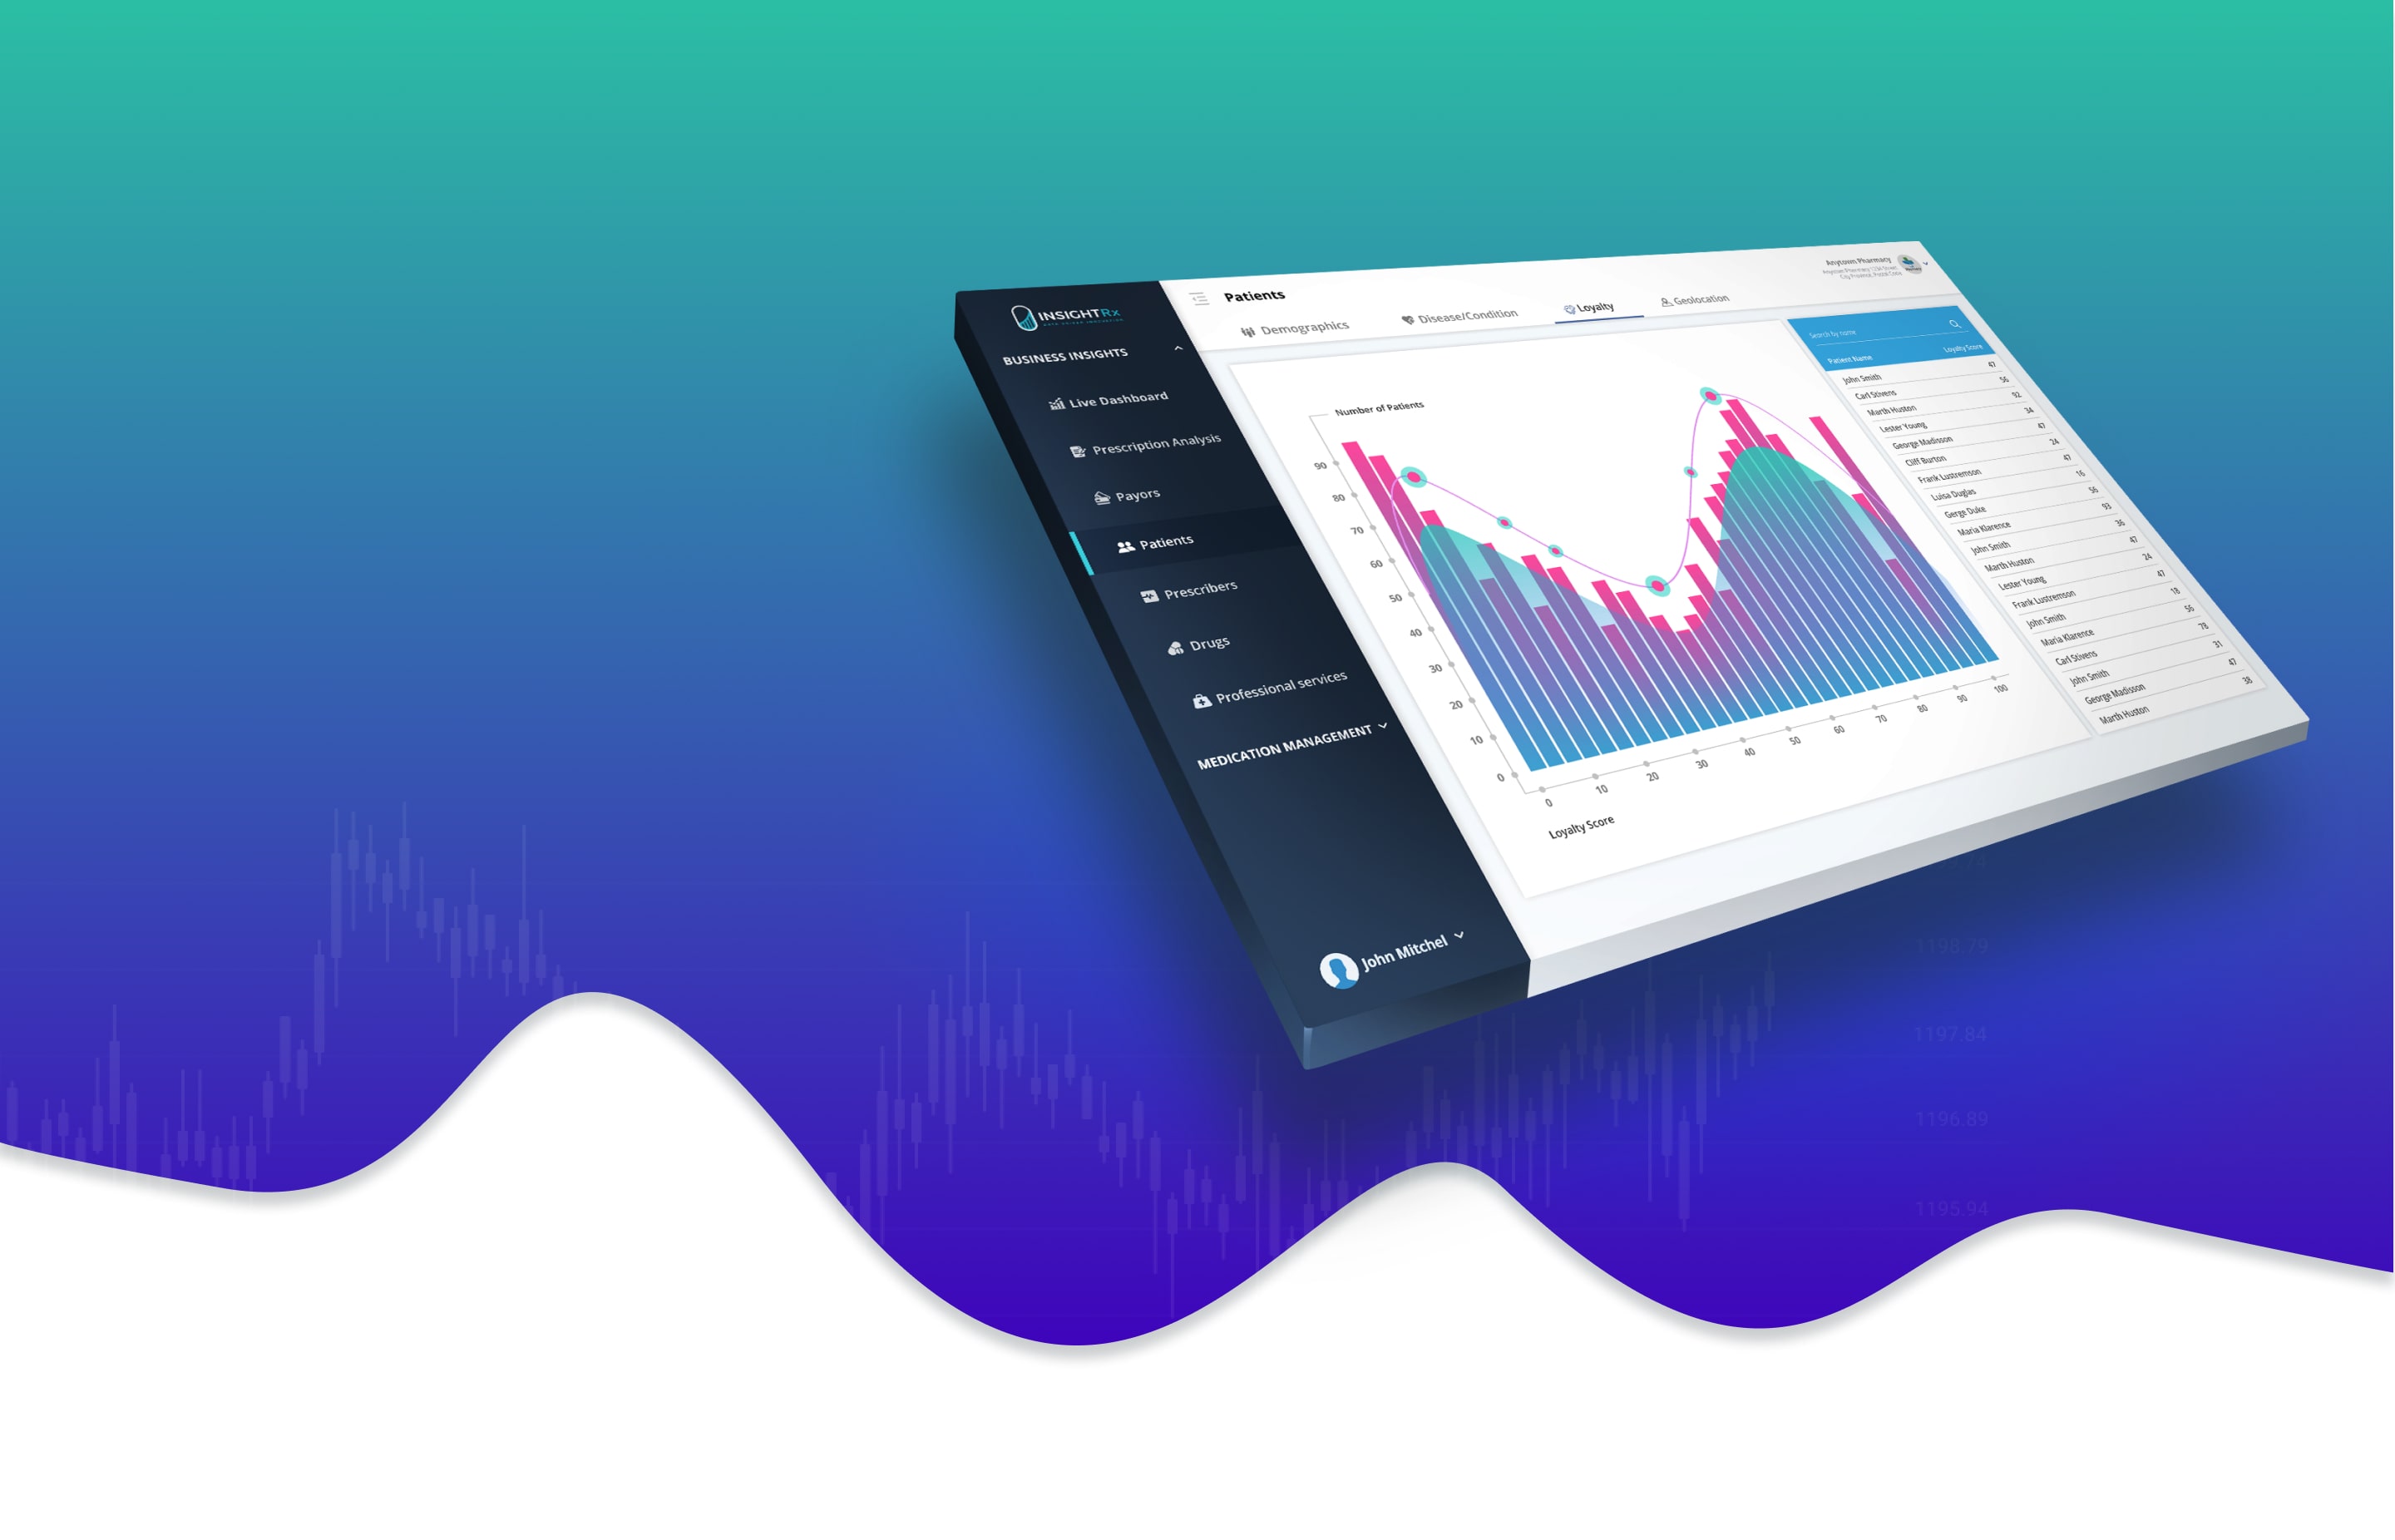 INSIGHTRx
BUSINESS INSIGHTS
Live Dashboard
Prescription Analysis
Payors
Patients
Prescribers
Drugs
Professional services
MEDICATION MANAGEMENT
John Mitchel
Patients
Anytown Pharmacy
Demographics
Disease/Condition
Loyalty
Geolocation
Number of Patients
90
80
70
60
50
40
30
20
10
0
0 10 20 30 40 50 60 70 80 90 100
Loyalty Score
Search by name
Patient Name Loyalty Score
John Smith 47
Carl Stivens 56
Marth Huston 92
Lester Young 34
George Madisson 47
Cliff Burton 24
Frank Lustremson 47
Luisa Duglas 16
Gerge Duke 56
Maria Klarence 93
John Smith 36
Marth Huston 47
Lester Young 24
Frank Lustremson 47
John Smith 18
Maria Klarence 56
Carl Stivens 78
John Smith 31
George Madisson 47
Marth Huston 38
1198.79
1197.84
1196.89
1195.94